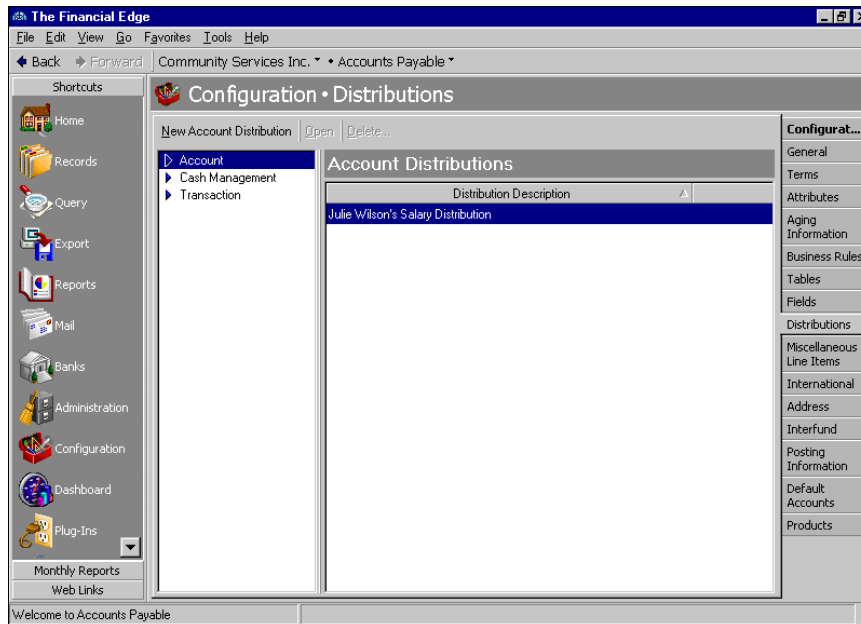 The Financial Edge
File Edit View Go Favorites Tools Help
Back Forward Community Services Inc. • Accounts Payable
Shortcuts
Home
Records
Query
Export
Reports
Mail
Banks
Administration
Configuration
Dashboard
Plug-Ins
Monthly Reports
Web Links
Configuration • Distributions
New Account Distribution Open Delete...
Account
Cash Management
Transaction
Account Distributions
Distribution Description
Julie Wilson's Salary Distribution
Configurat...
General
Terms
Attributes
Aging
Information
Business Rules
Tables
Fields
Distributions
Miscellaneous
Line Items
International
Address
Interfund
Posting
Information
Default
Accounts
Products
Welcome to Accounts Payable